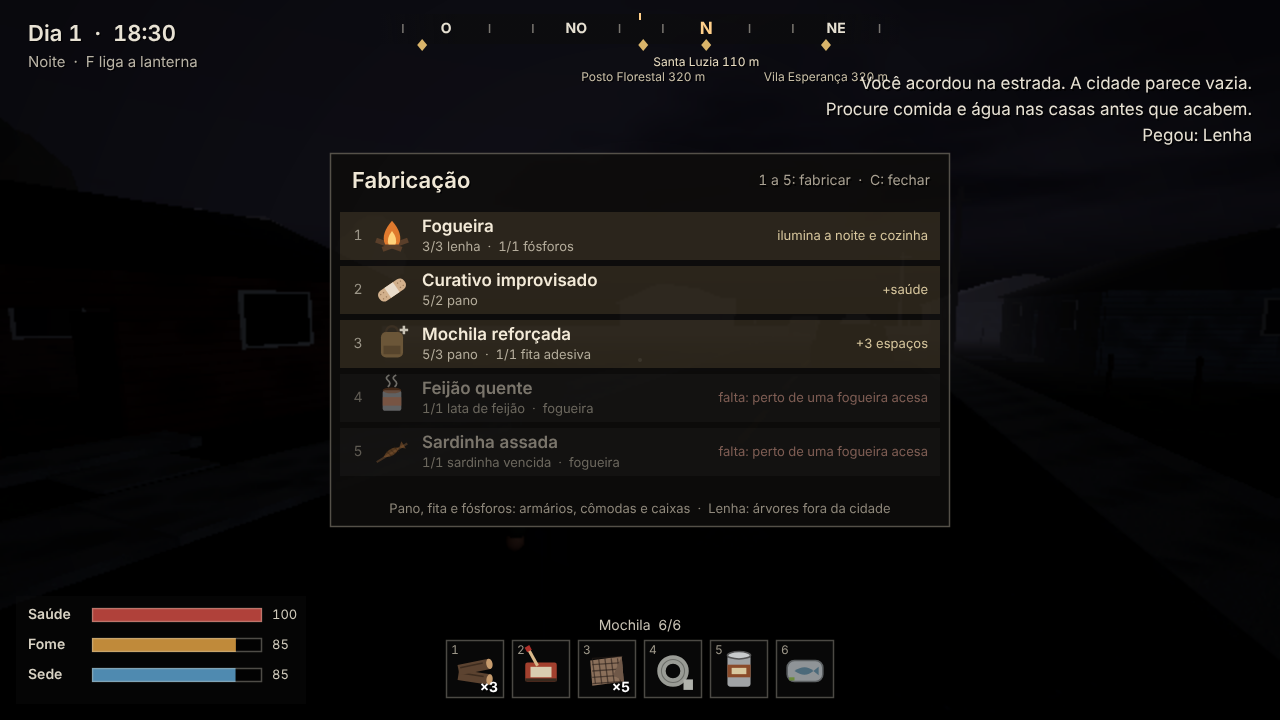 Dia 1 · 18:30
Noite · F liga a lanterna
O NO N NE
Santa Luzia 110 m
Posto Florestal 320 m
Vila Esperança 320 m
Você acordou na estrada. A cidade parece vazia.
Procure comida e água nas casas antes que acabem.
Pegou: Lenha
Fabricação
1 a 5: fabricar · C: fechar
1
Fogueira
3/3 lenha · 1/1 fósforos
ilumina a noite e cozinha
2
Curativo improvisado
5/2 pano
+saúde
3
Mochila reforçada
5/3 pano · 1/1 fita adesiva
+3 espaços
4
Feijão quente
1/1 lata de feijão · fogueira
falta: perto de uma fogueira acesa
5
Sardinha assada
1/1 sardinha vencida · fogueira
falta: perto de uma fogueira acesa
Pano, fita e fósforos: armários, cômodas e caixas · Lenha: árvores fora da cidade
Saúde 100
Fome 85
Sede 85
Mochila 6/6
1 2 3 4 5 6
×3 ×5